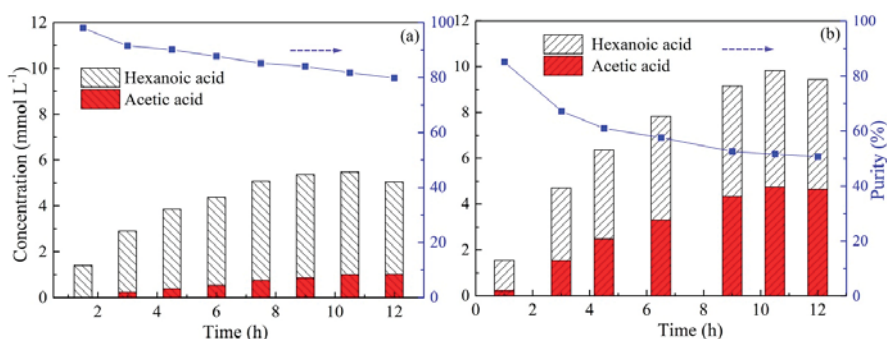 12
10
8
6
4
2
0
Concentration (mmol L⁻¹)
(a)
Hexanoic acid
Acetic acid
100
80
60
40
20
0
2 4 6 8 10 12
Time (h)
12
10
8
6
4
2
0
(b)
Hexanoic acid
Acetic acid
100
80
60
40
20
0
Purity (%)
0 2 4 6 8 10 12
Time (h)